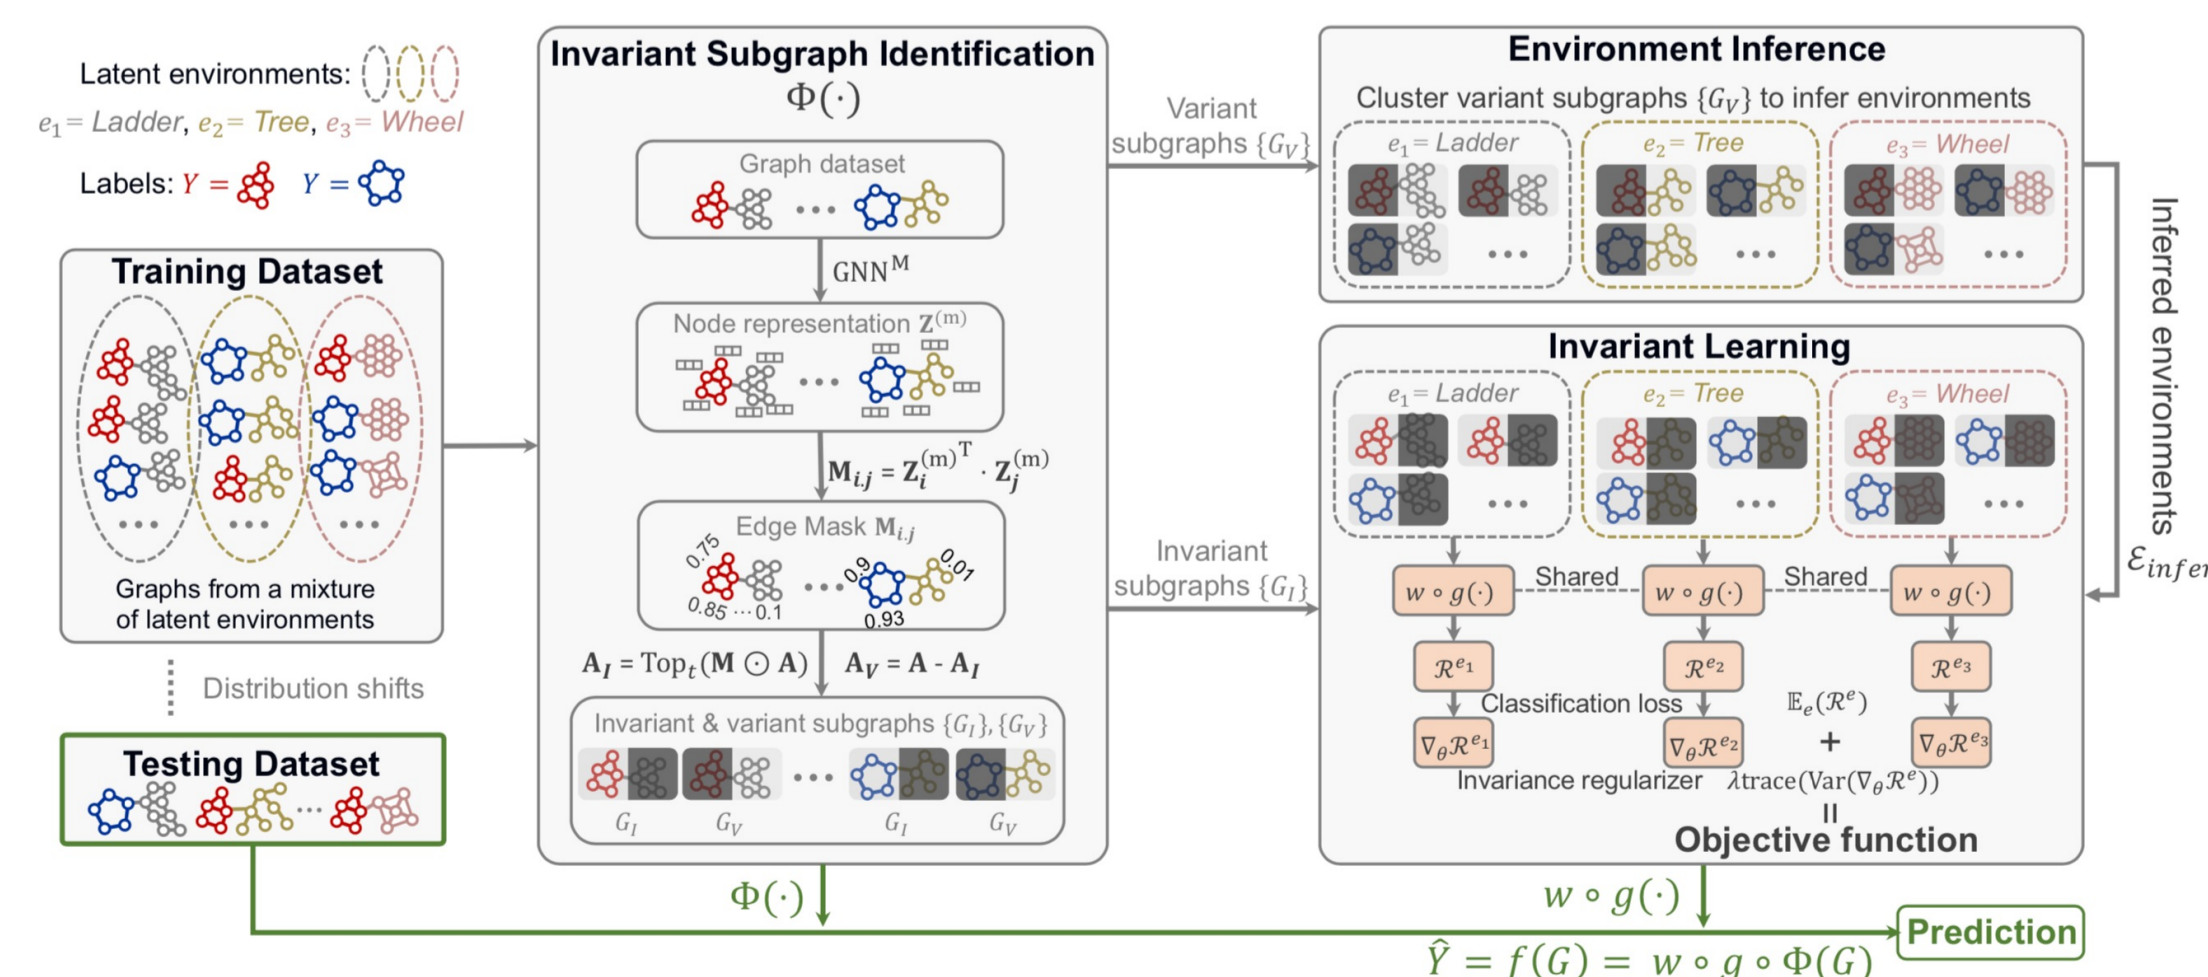 Latent environments:
e₁= Ladder, e₂= Tree, e₃= Wheel
Labels: Y = Y =
Training Dataset
Graphs from a mixture
of latent environments
Distribution shifts
Testing Dataset
...
Invariant Subgraph Identification
Φ(·)
Graph dataset
...
GNNᴹ
Node representation Z⁽ᵐ⁾
...
M_{i.j} = Z_i^{(m)T} · Z_j^{(m)}
Edge Mask M_{i.j}
0.75
0.85 ... 0.1
...
0.9
0.01
0.93
A_I = Top_t(M ⊙ A)
A_V = A - A_I
Invariant & variant subgraphs {G_I}, {G_V}
...
G_I G_V G_I G_V
Φ(·)
Variant
subgraphs {G_V}
Invariant
subgraphs {G_I}
Environment Inference
Cluster variant subgraphs {G_V} to infer environments
e₁= Ladder e₂= Tree e₃= Wheel
... ... ...
Inferred environments
ℰ_{infer}
Invariant Learning
e₁= Ladder e₂= Tree e₃= Wheel
... ... ...
w ∘ g(·) Shared w ∘ g(·) Shared w ∘ g(·)
ℛ^{e₁} ℛ^{e₂} ℛ^{e₃}
Classification loss 𝔼_e(ℛ^e)
∇_θℛ^{e₁} ∇_θℛ^{e₂} + ∇_θℛ^{e₃}
Invariance regularizer λtrace(Var(∇_θℛ^e))
=
Objective function
w ∘ g(·)
Prediction
Ŷ = f(G) = w ∘ g ∘ Φ(G)